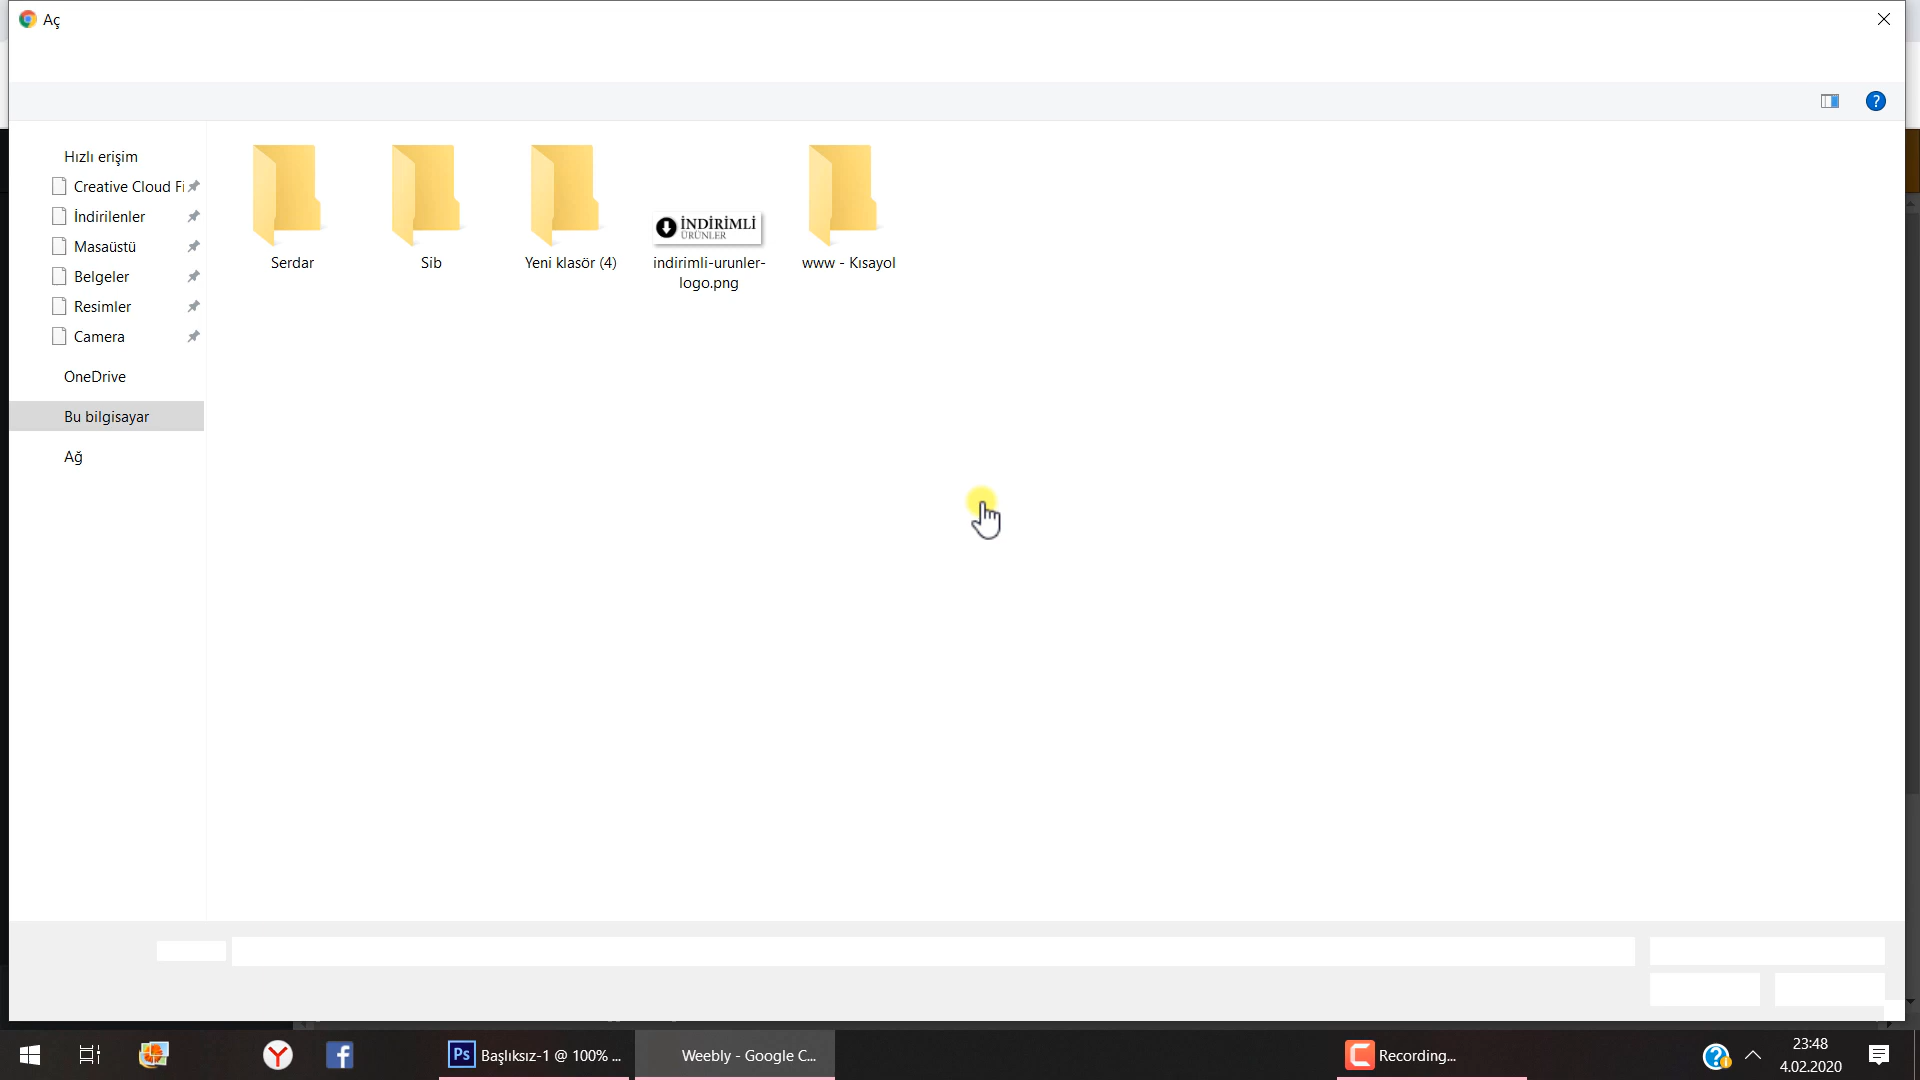 Aç
?
Hızlı erişim
Creative Cloud Fi
İndirilenler
Masaüstü
Belgeler
Resimler
Camera
OneDrive
Bu bilgisayar
Ağ
Serdar
Sib
Yeni klasör (4)
İNDİRİMLİ
ÜRÜNLER
indirimli-urunler-
logo.png
www - Kısayol
Ps
Başlıksız-1 @ 100% ...
Weebly - Google C...
Recording...
23:48
4.02.2020